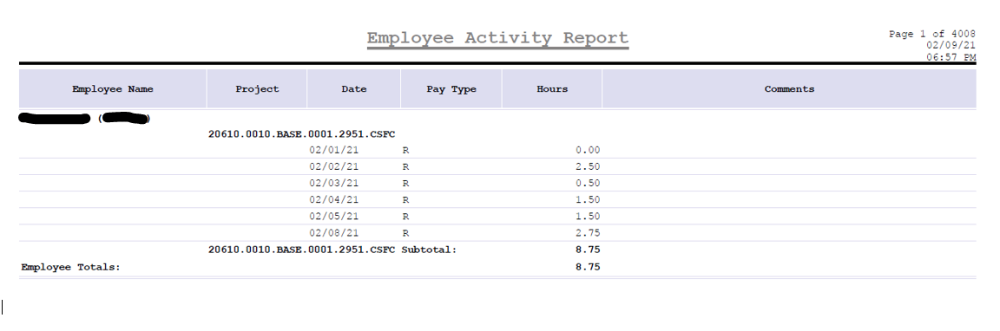 Employee Activity Report
Page 1 of 4008
02/09/21
06:57 PM
Employee Name Project Date Pay Type Hours Comments
( )
20610.0010.BASE.0001.2951.CSFC
02/01/21 R 0.00
02/02/21 R 2.50
02/03/21 R 0.50
02/04/21 R 1.50
02/05/21 R 1.50
02/08/21 R 2.75
20610.0010.BASE.0001.2951.CSFC Subtotal: 8.75
Employee Totals: 8.75